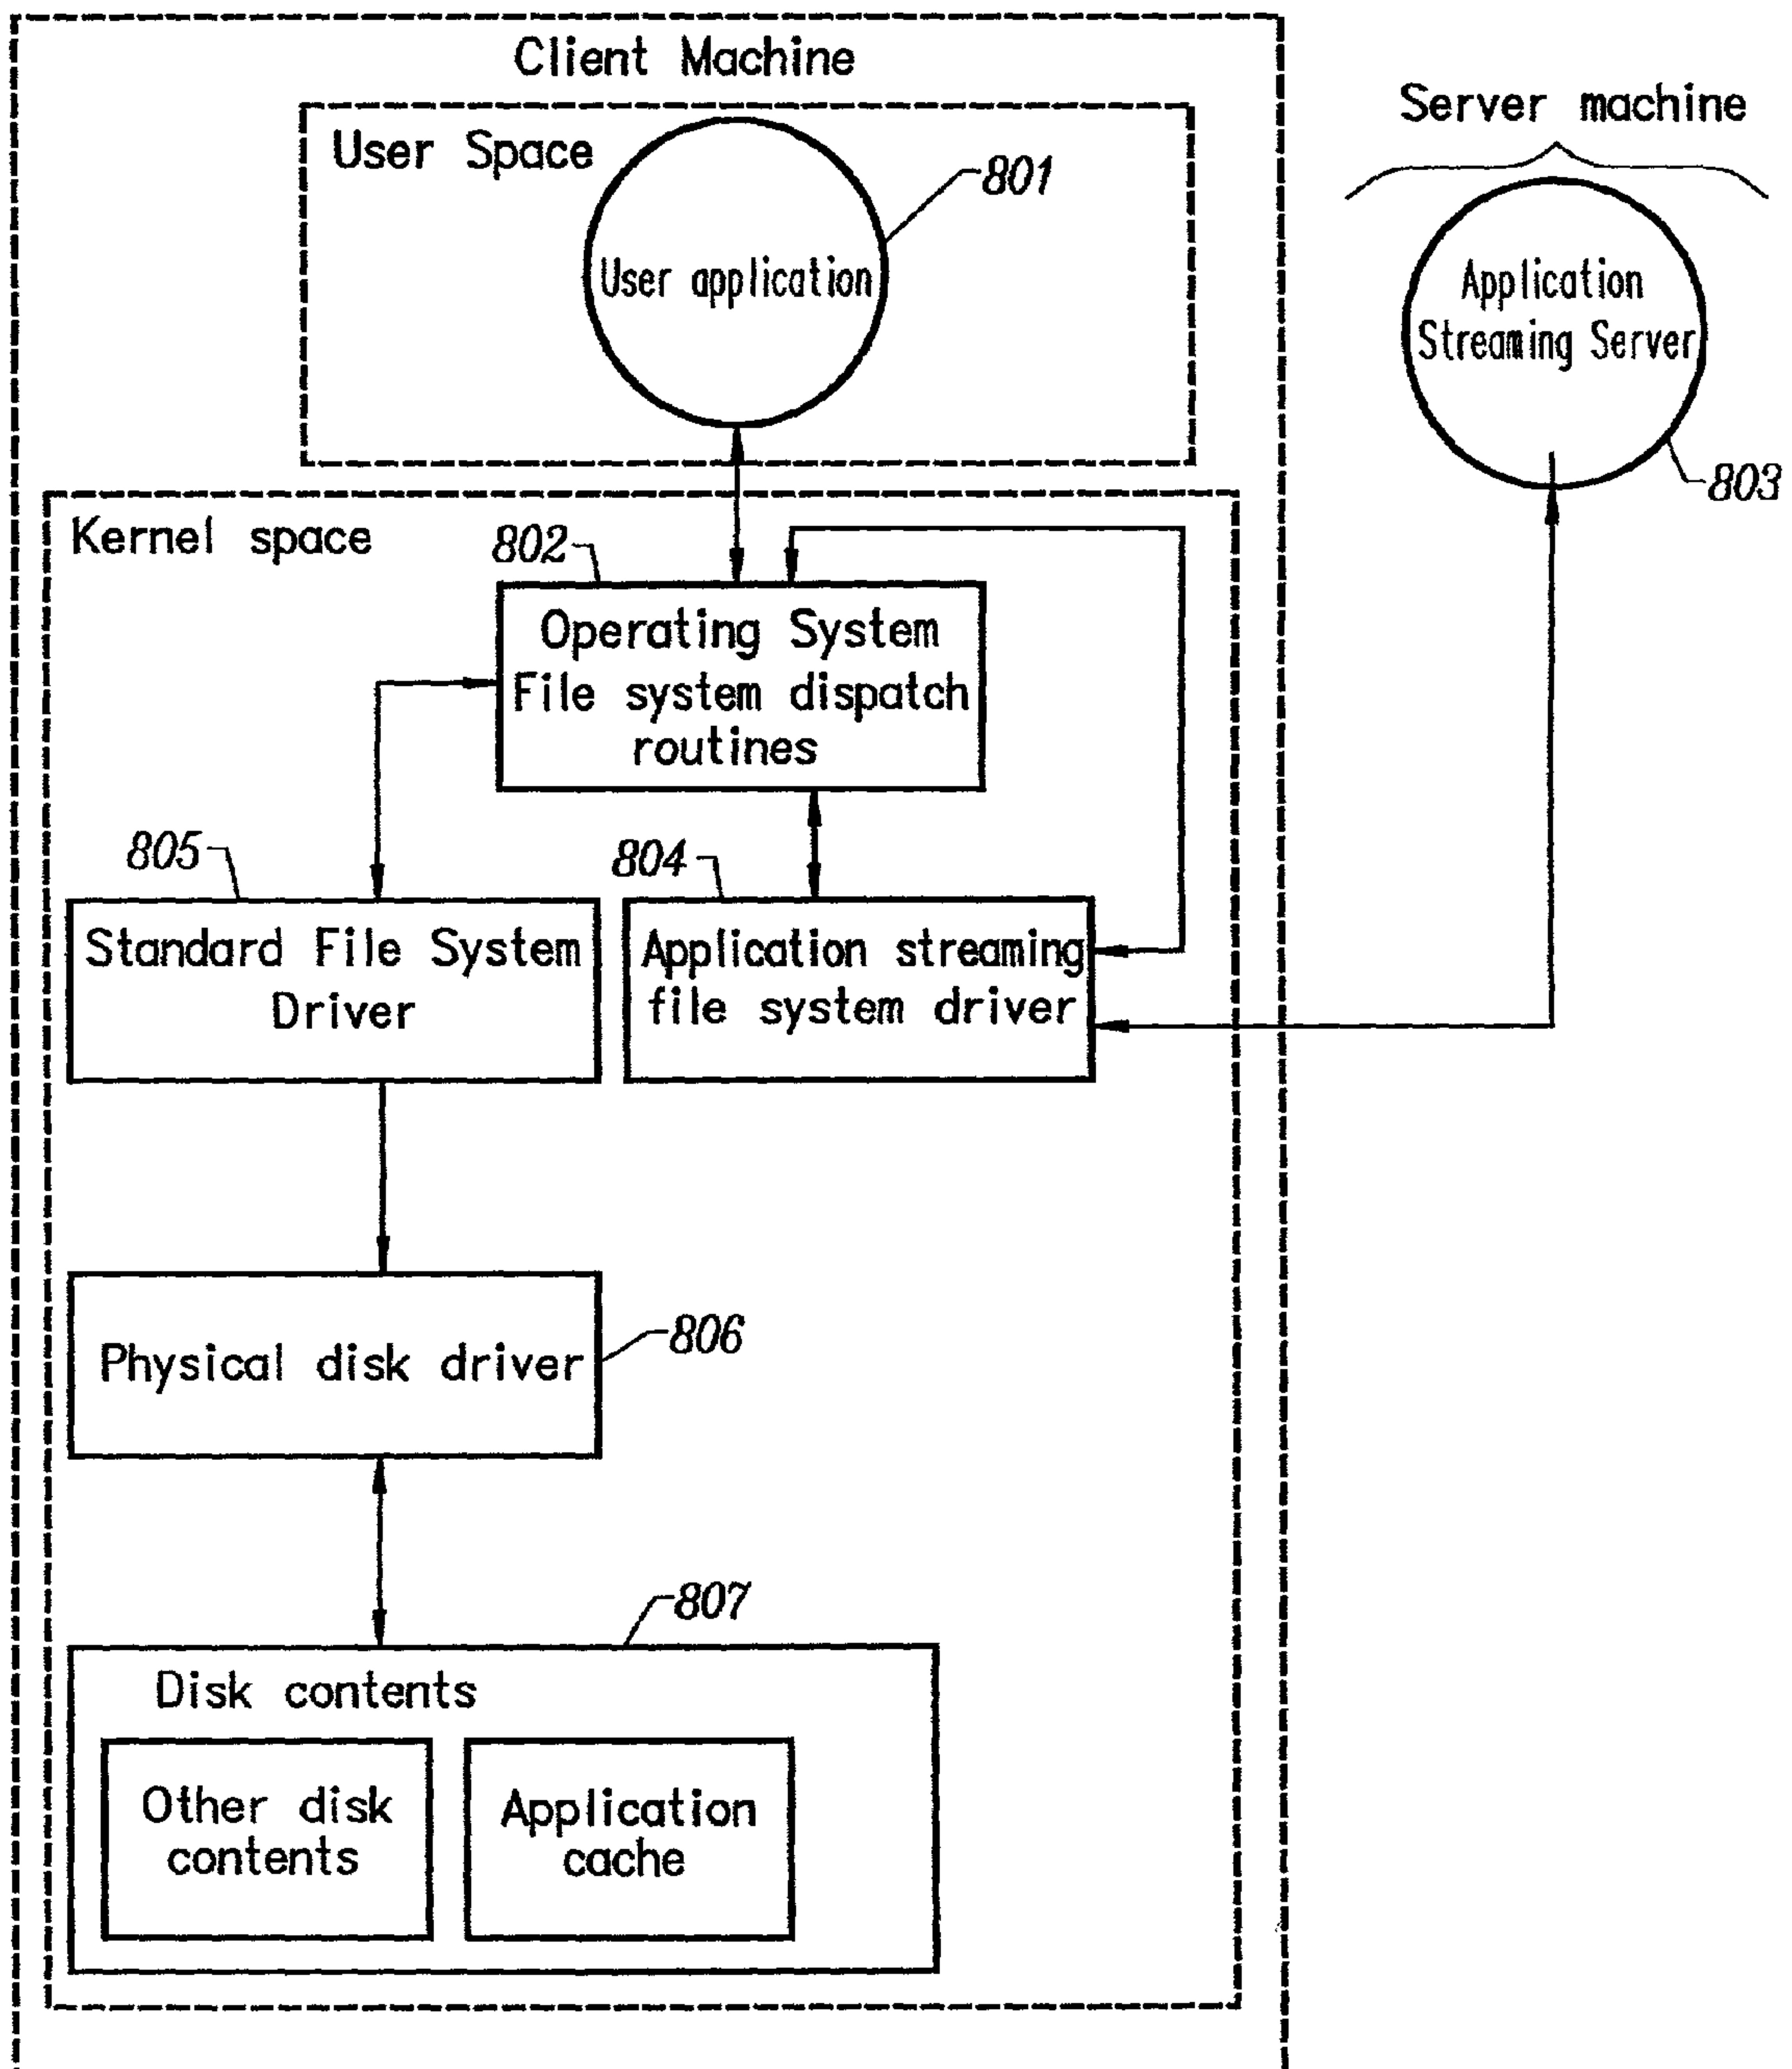 Client Machine
User Space
801
User application
Server machine
Application
Streaming Server
803
Kernel space
802
Operating System
File system dispatch
routines
805
Standard File System
Driver
804
Application streaming
file system driver
Physical disk driver
806
807
Disk contents
Other disk
contents
Application
cache